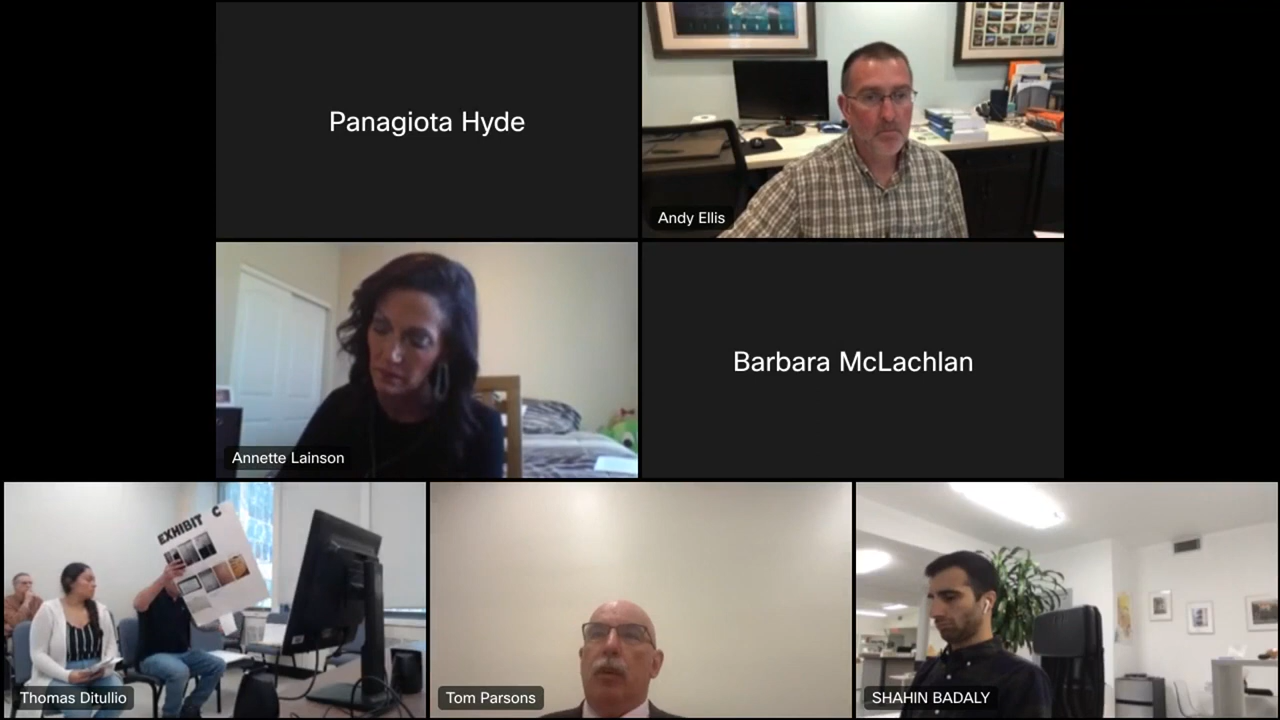 Panagiota Hyde
Andy Ellis
Annette Lainson
Barbara McLachlan
EXHIBIT C
Thomas Ditullio
Tom Parsons
SHAHIN BADALY